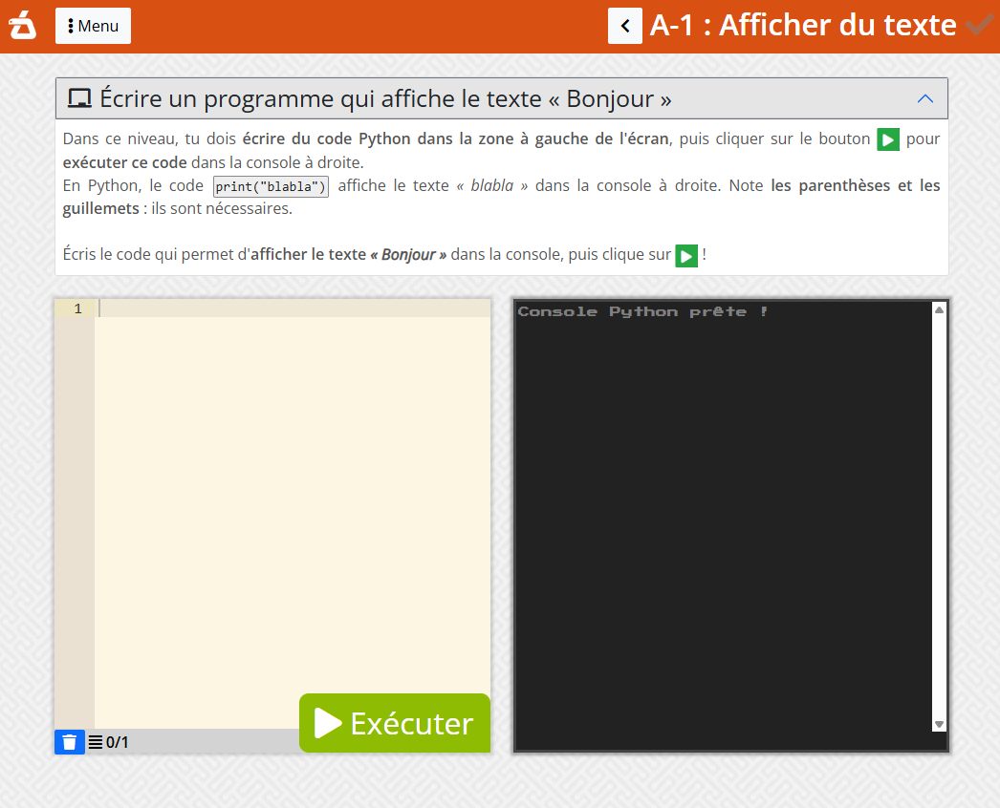 Menu
A-1 : Afficher du texte
Écrire un programme qui affiche le texte « Bonjour »
Dans ce niveau, tu dois écrire du code Python dans la zone à gauche de l'écran, puis cliquer sur le bouton pour
exécuter ce code dans la console à droite.
En Python, le code print("blabla") affiche le texte « blabla » dans la console à droite. Note les parenthèses et les
guillemets : ils sont nécessaires.
Écris le code qui permet d'afficher le texte « Bonjour » dans la console, puis clique sur !
1
Console Python prête !
Exécuter
0/1